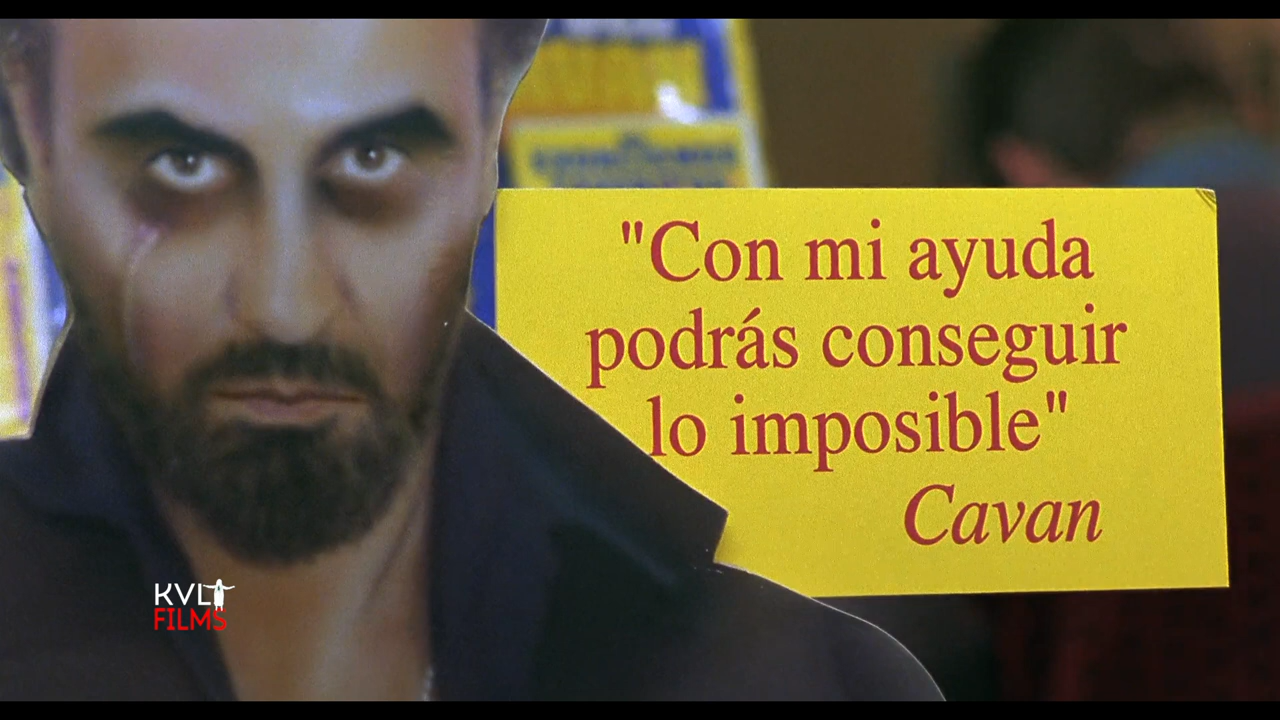 "Con mi ayuda
podrás conseguir
lo imposible"
Cavan
KVLT
FILMS